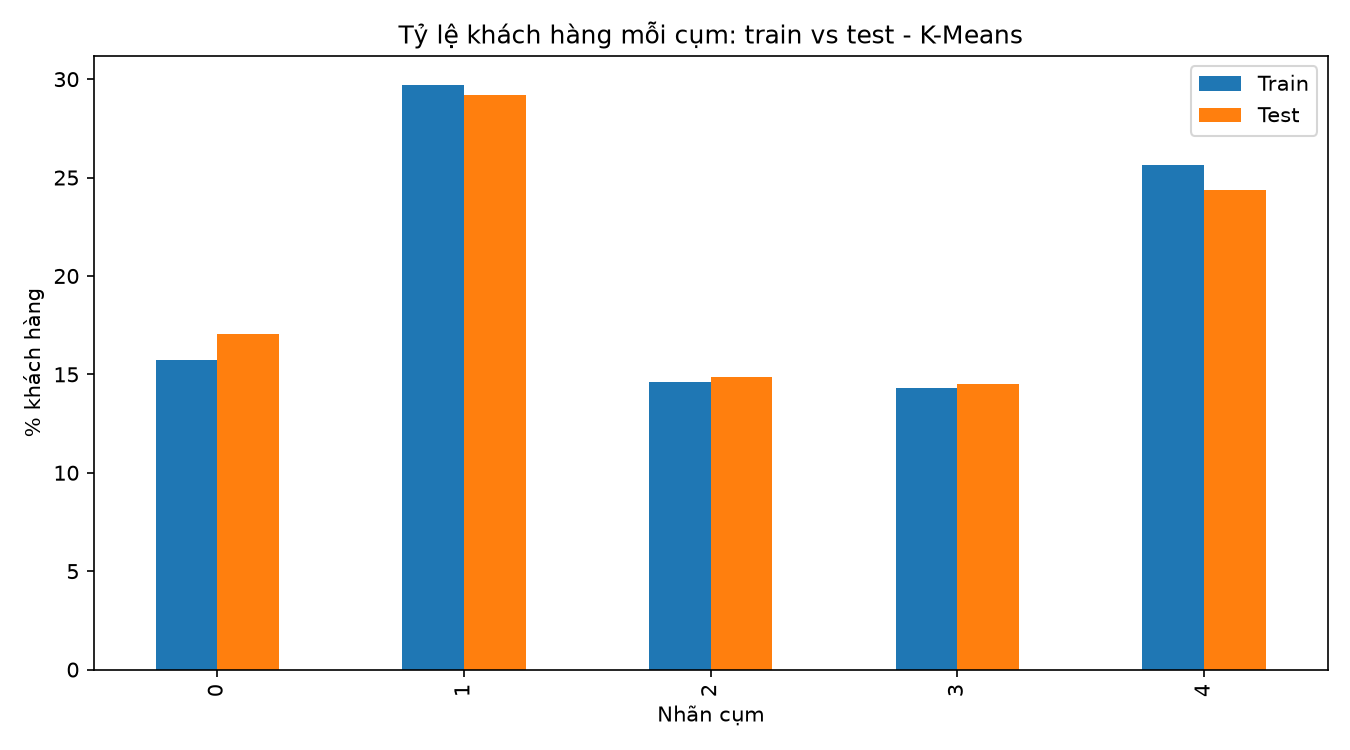 Tỷ lệ khách hàng mỗi cụm: train vs test - K-Means
Train
Test
% khách hàng
30
25
20
15
10
5
0
0
1
2
3
4
Nhãn cụm